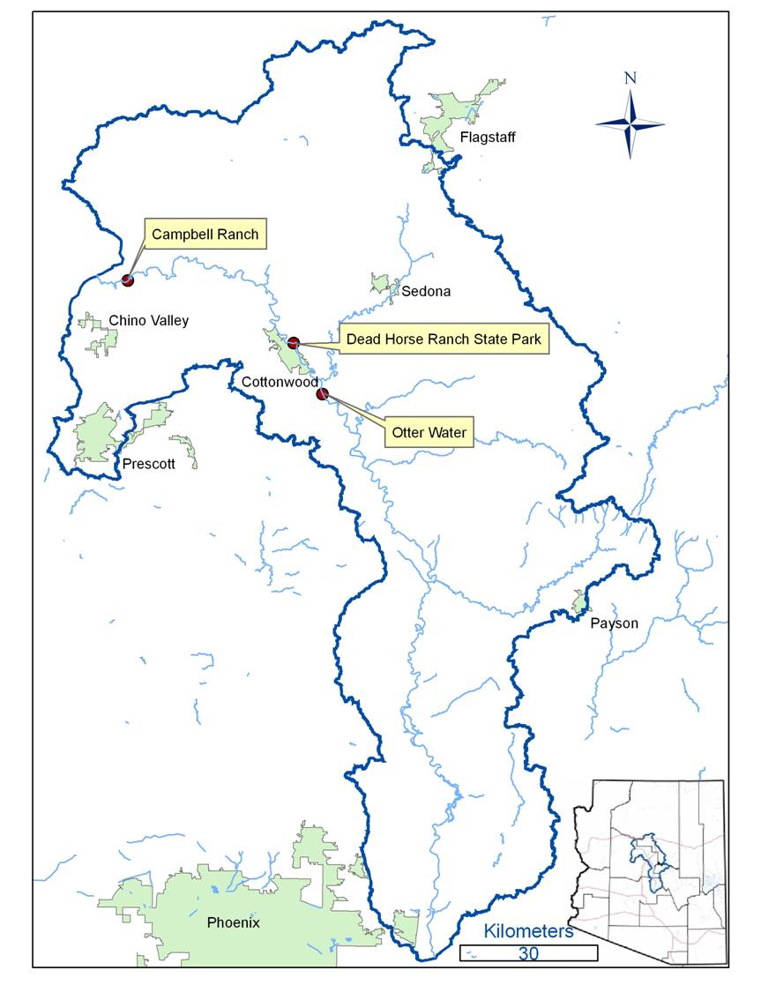 N
Flagstaff
Campbell Ranch
Sedona
Chino Valley
Dead Horse Ranch State Park
Cottonwood
Otter Water
Prescott
Payson
Phoenix
Kilometers
30